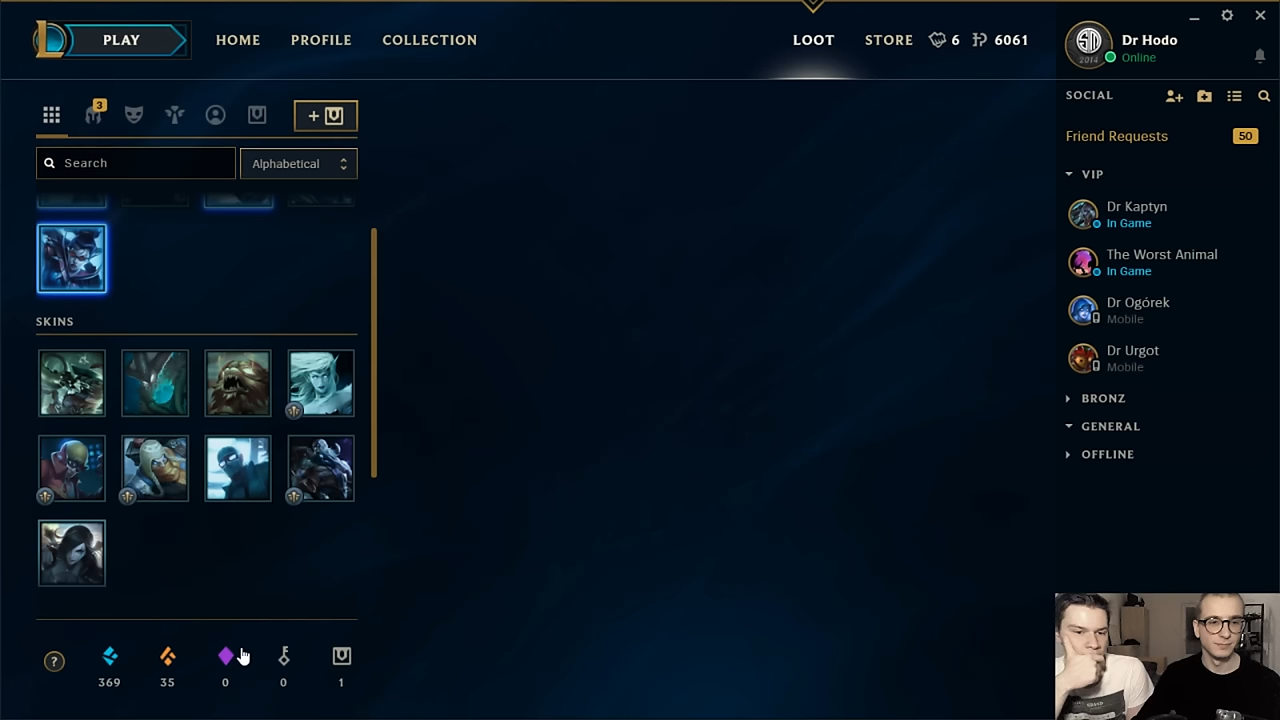 PLAY
HOME
PROFILE
COLLECTION
LOOT
STORE
6
6061
Dr Hodo
Online
2014
SOCIAL
3
Search
Alphabetical
Friend Requests
50
VIP
Dr Kaptyn
In Game
The Worst Animal
In Game
Dr Ogórek
Mobile
Dr Urgot
Mobile
BRONZ
GENERAL
OFFLINE
SKINS
?
369
35
0
0
1